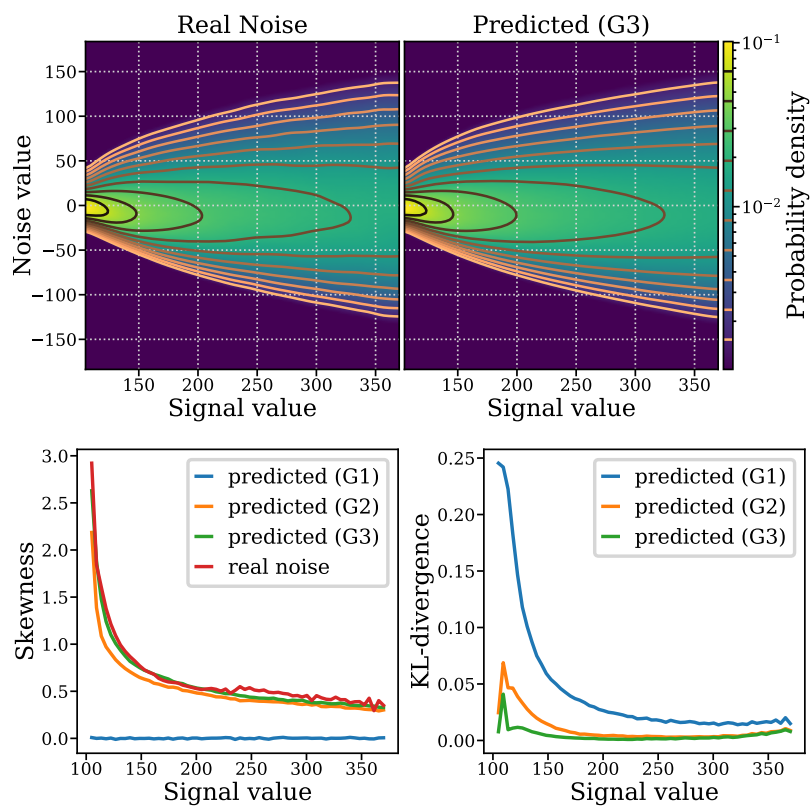 Real Noise
Predicted (G3)
Noise value
150
100
50
0
−50
−100
−150
150 200 250 300 350
Signal value
150 200 250 300 350
Signal value
10⁻¹
10⁻²
Probability density
Skewness
3.0
2.5
2.0
1.5
1.0
0.5
0.0
predicted (G1)
predicted (G2)
predicted (G3)
real noise
100 150 200 250 300 350
Signal value
KL-divergence
0.25
0.20
0.15
0.10
0.05
0.00
predicted (G1)
predicted (G2)
predicted (G3)
100 150 200 250 300 350
Signal value